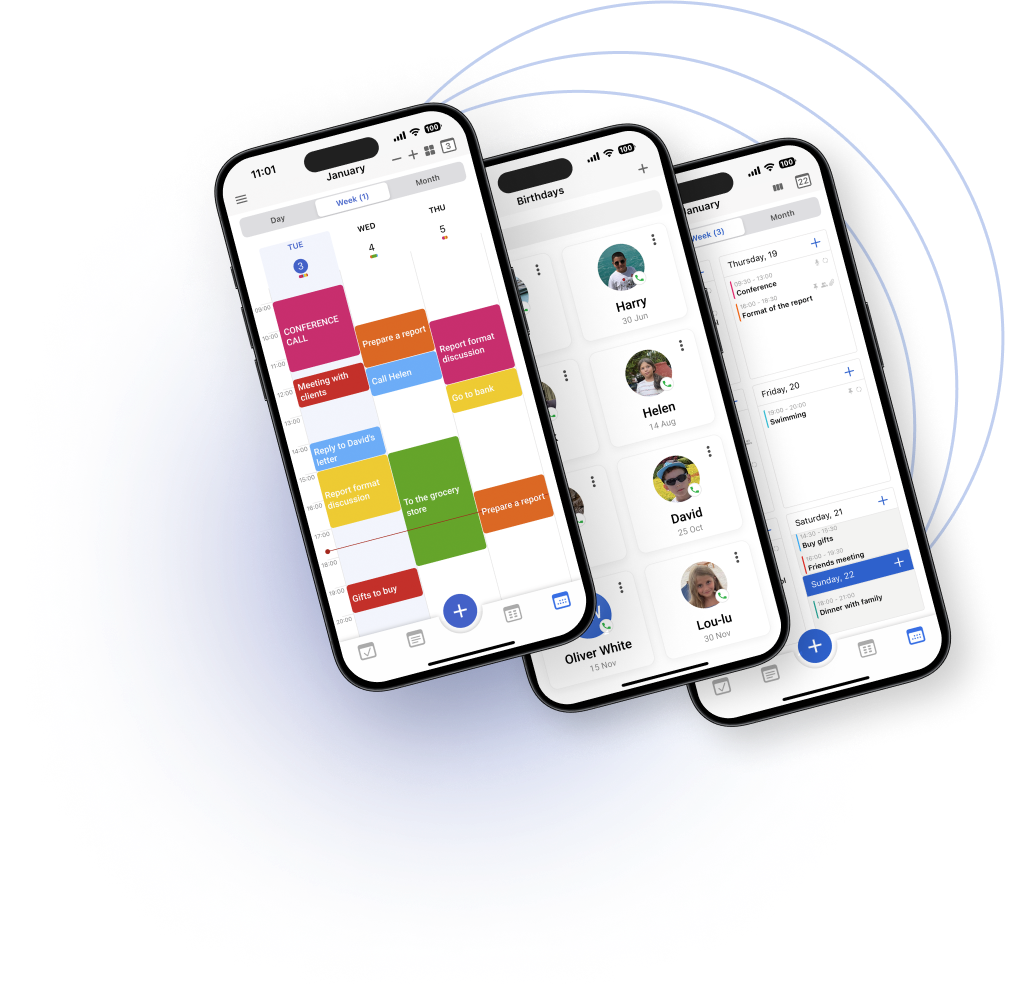 11:01
100
January
3
Day
Week (1)
Month
TUE
WED
THU
3
4
5
09:00
10:00
11:00
12:00
13:00
14:00
15:00
16:00
17:00
18:00
19:00
20:00
CONFERENCE
CALL
Meeting with
clients
Reply to David's
letter
Report format
discussion
Gifts to buy
Prepare a report
Call Helen
To the grocery
store
Report format
discussion
Go to bank
Prepare a report
100
Birthdays
Harry
30 Jun
Helen
14 Aug
David
25 Oct
Oliver White
15 Nov
Lou-lu
30 Nov
100
January
22
Week (3)
Month
Thursday, 19
09:30 - 13:00
Conference
16:00 - 18:30
Format of the report
Friday, 20
19:00 - 20:00
Swimming
Saturday, 21
14:30 - 15:30
Buy gifts
16:00 - 19:30
Friends meeting
Sunday, 22
18:00 - 21:00
Dinner with family